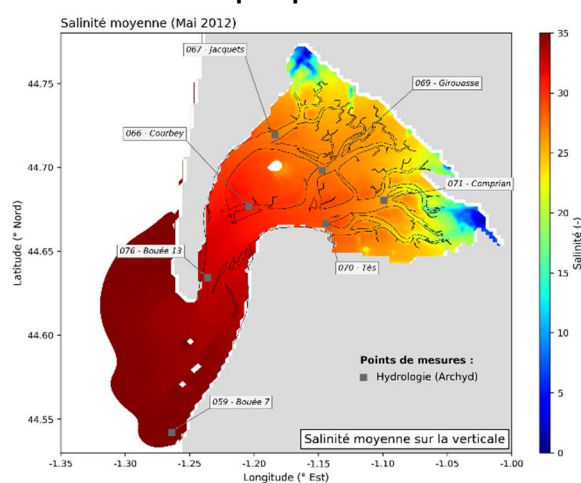 Salinité moyenne (Mai 2012)
067 - Jacquets
069 - Girouasse
066 - Courbey
071 - Comprian
076 - Bouée 13
070 - Tès
059 - Bouée 7
Points de mesures :
Hydrologie (Archyd)
Salinité moyenne sur la verticale
Latitude (° Nord)
44.75
44.70
44.65
44.60
44.55
-1.35
-1.30
-1.25
-1.20
-1.15
-1.10
-1.05
-1.00
Longitude (° Est)
35
30
25
20
15
10
5
0